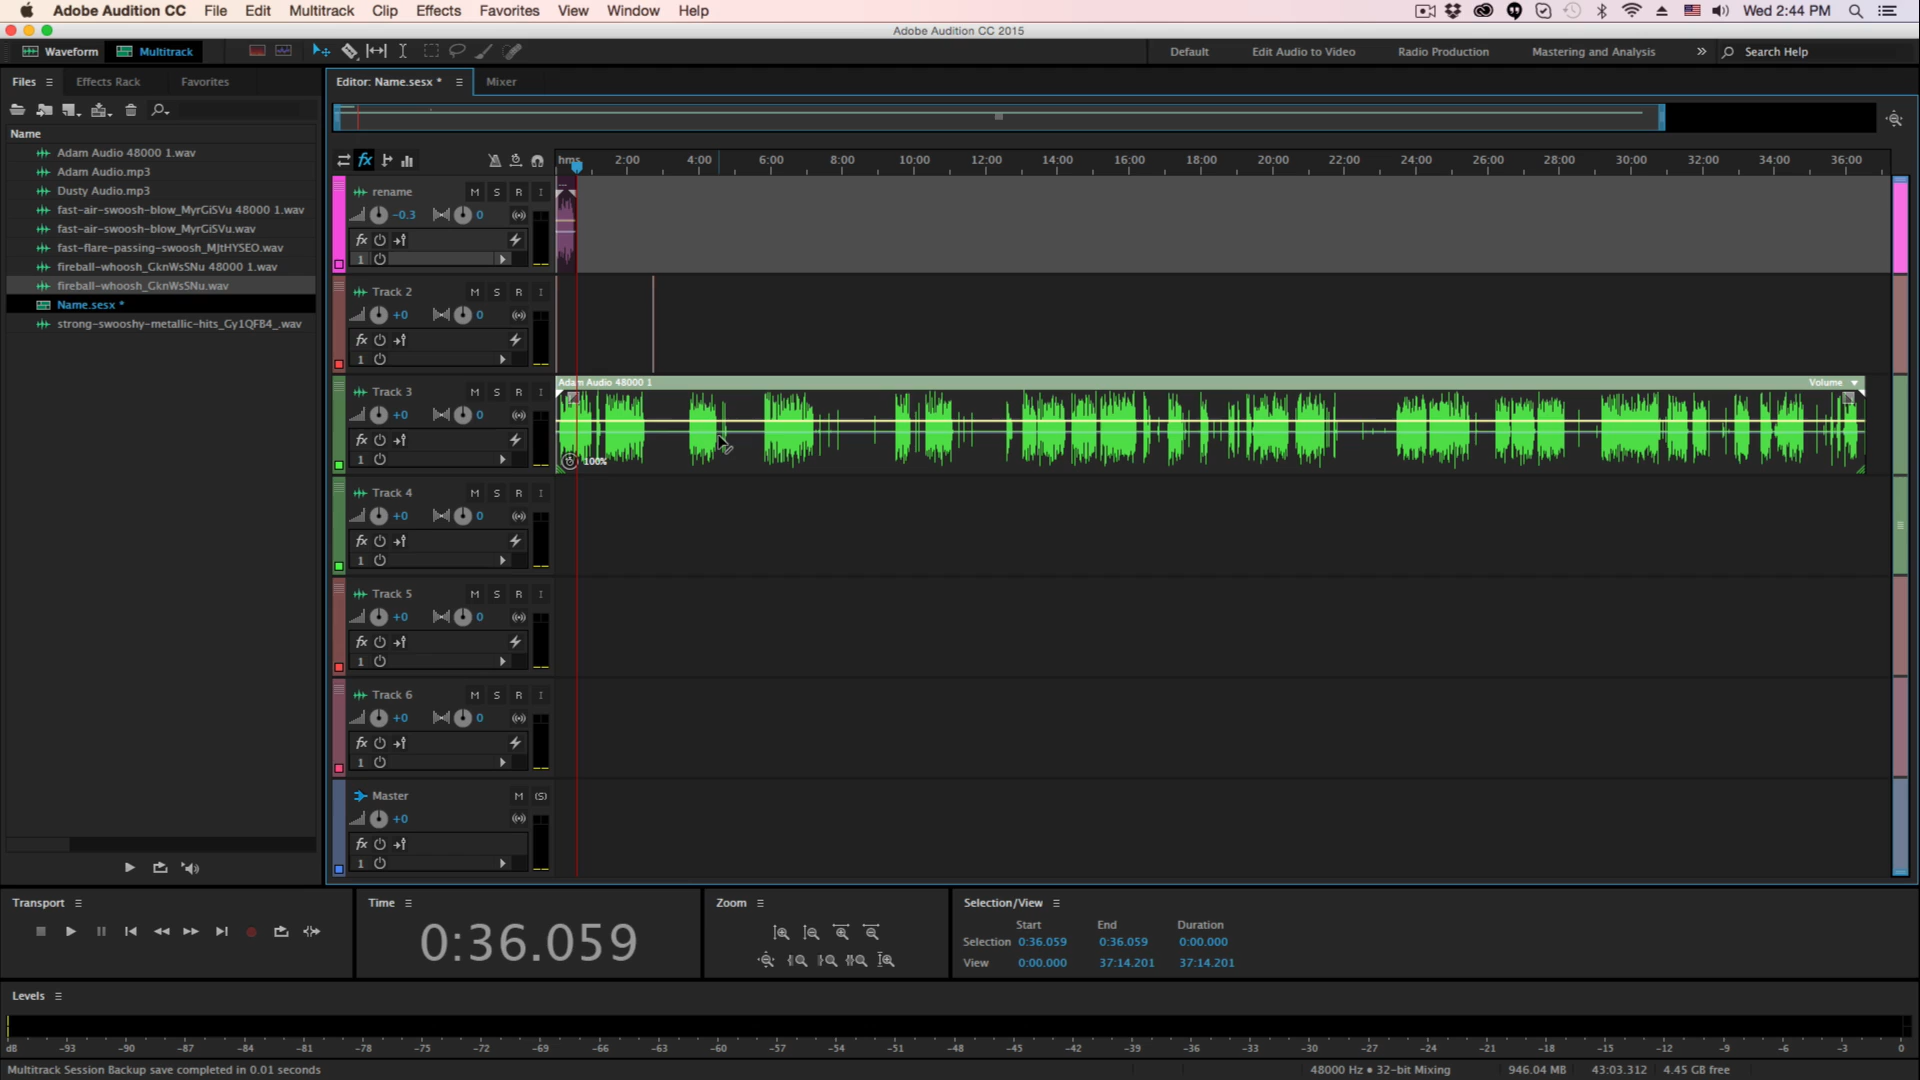 Adobe Audition CC File Edit Multitrack Clip Effects Favorites View Window Help Wed 2:44 PM
Adobe Audition CC 2015
Waveform Multitrack Default Edit Audio to Video Radio Production Mastering and Analysis Search Help
Files Effects Rack Favorites Editor: Name.sesx * Mixer
Name
Adam Audio 48000 1.wav
Adam Audio.mp3
Dusty Audio.mp3
fast-air-swoosh-blow_MyrGiSVu 48000 1.wav
fast-air-swoosh-blow_MyrGiSVu.wav
fast-flare-passing-swoosh_MJtHYSEO.wav
fireball-whoosh_GknWsSNu 48000 1.wav
fireball-whoosh_GknWsSNu.wav
Name.sesx *
strong-swooshy-metallic-hits_Gy1QFB4_.wav
fx hms 2:00 4:00 6:00 8:00 10:00 12:00 14:00 16:00 18:00 20:00 22:00 24:00 26:00 28:00 30:00 32:00 34:00 36:00
rename M S R I
-0.3 0
fx
1
Track 2 M S R I
+0 0
fx
1
Adam Audio 48000 1 Volume
Track 3 M S R I
+0 0
fx
1 100%
Track 4 M S R I
+0 0
fx
1
Track 5 M S R I
+0 0
fx
1
Track 6 M S R I
+0 0
fx
1
Master M (S)
+0
fx
1
Transport Time Zoom Selection/View
Start End Duration
Selection 0:36.059 0:36.059 0:00.000
View 0:00.000 37:14.201 37:14.201
0:36.059
Levels
dB -93 -90 -87 -84 -81 -78 -75 -72 -69 -66 -63 -60 -57 -54 -51 -48 -45 -42 -39 -36 -33 -30 -27 -24 -21 -18 -15 -12 -9 -6 -3 0
Multitrack Session Backup save completed in 0.01 seconds 48000 Hz • 32-bit Mixing 946.04 MB 43:03.312 4.45 GB free